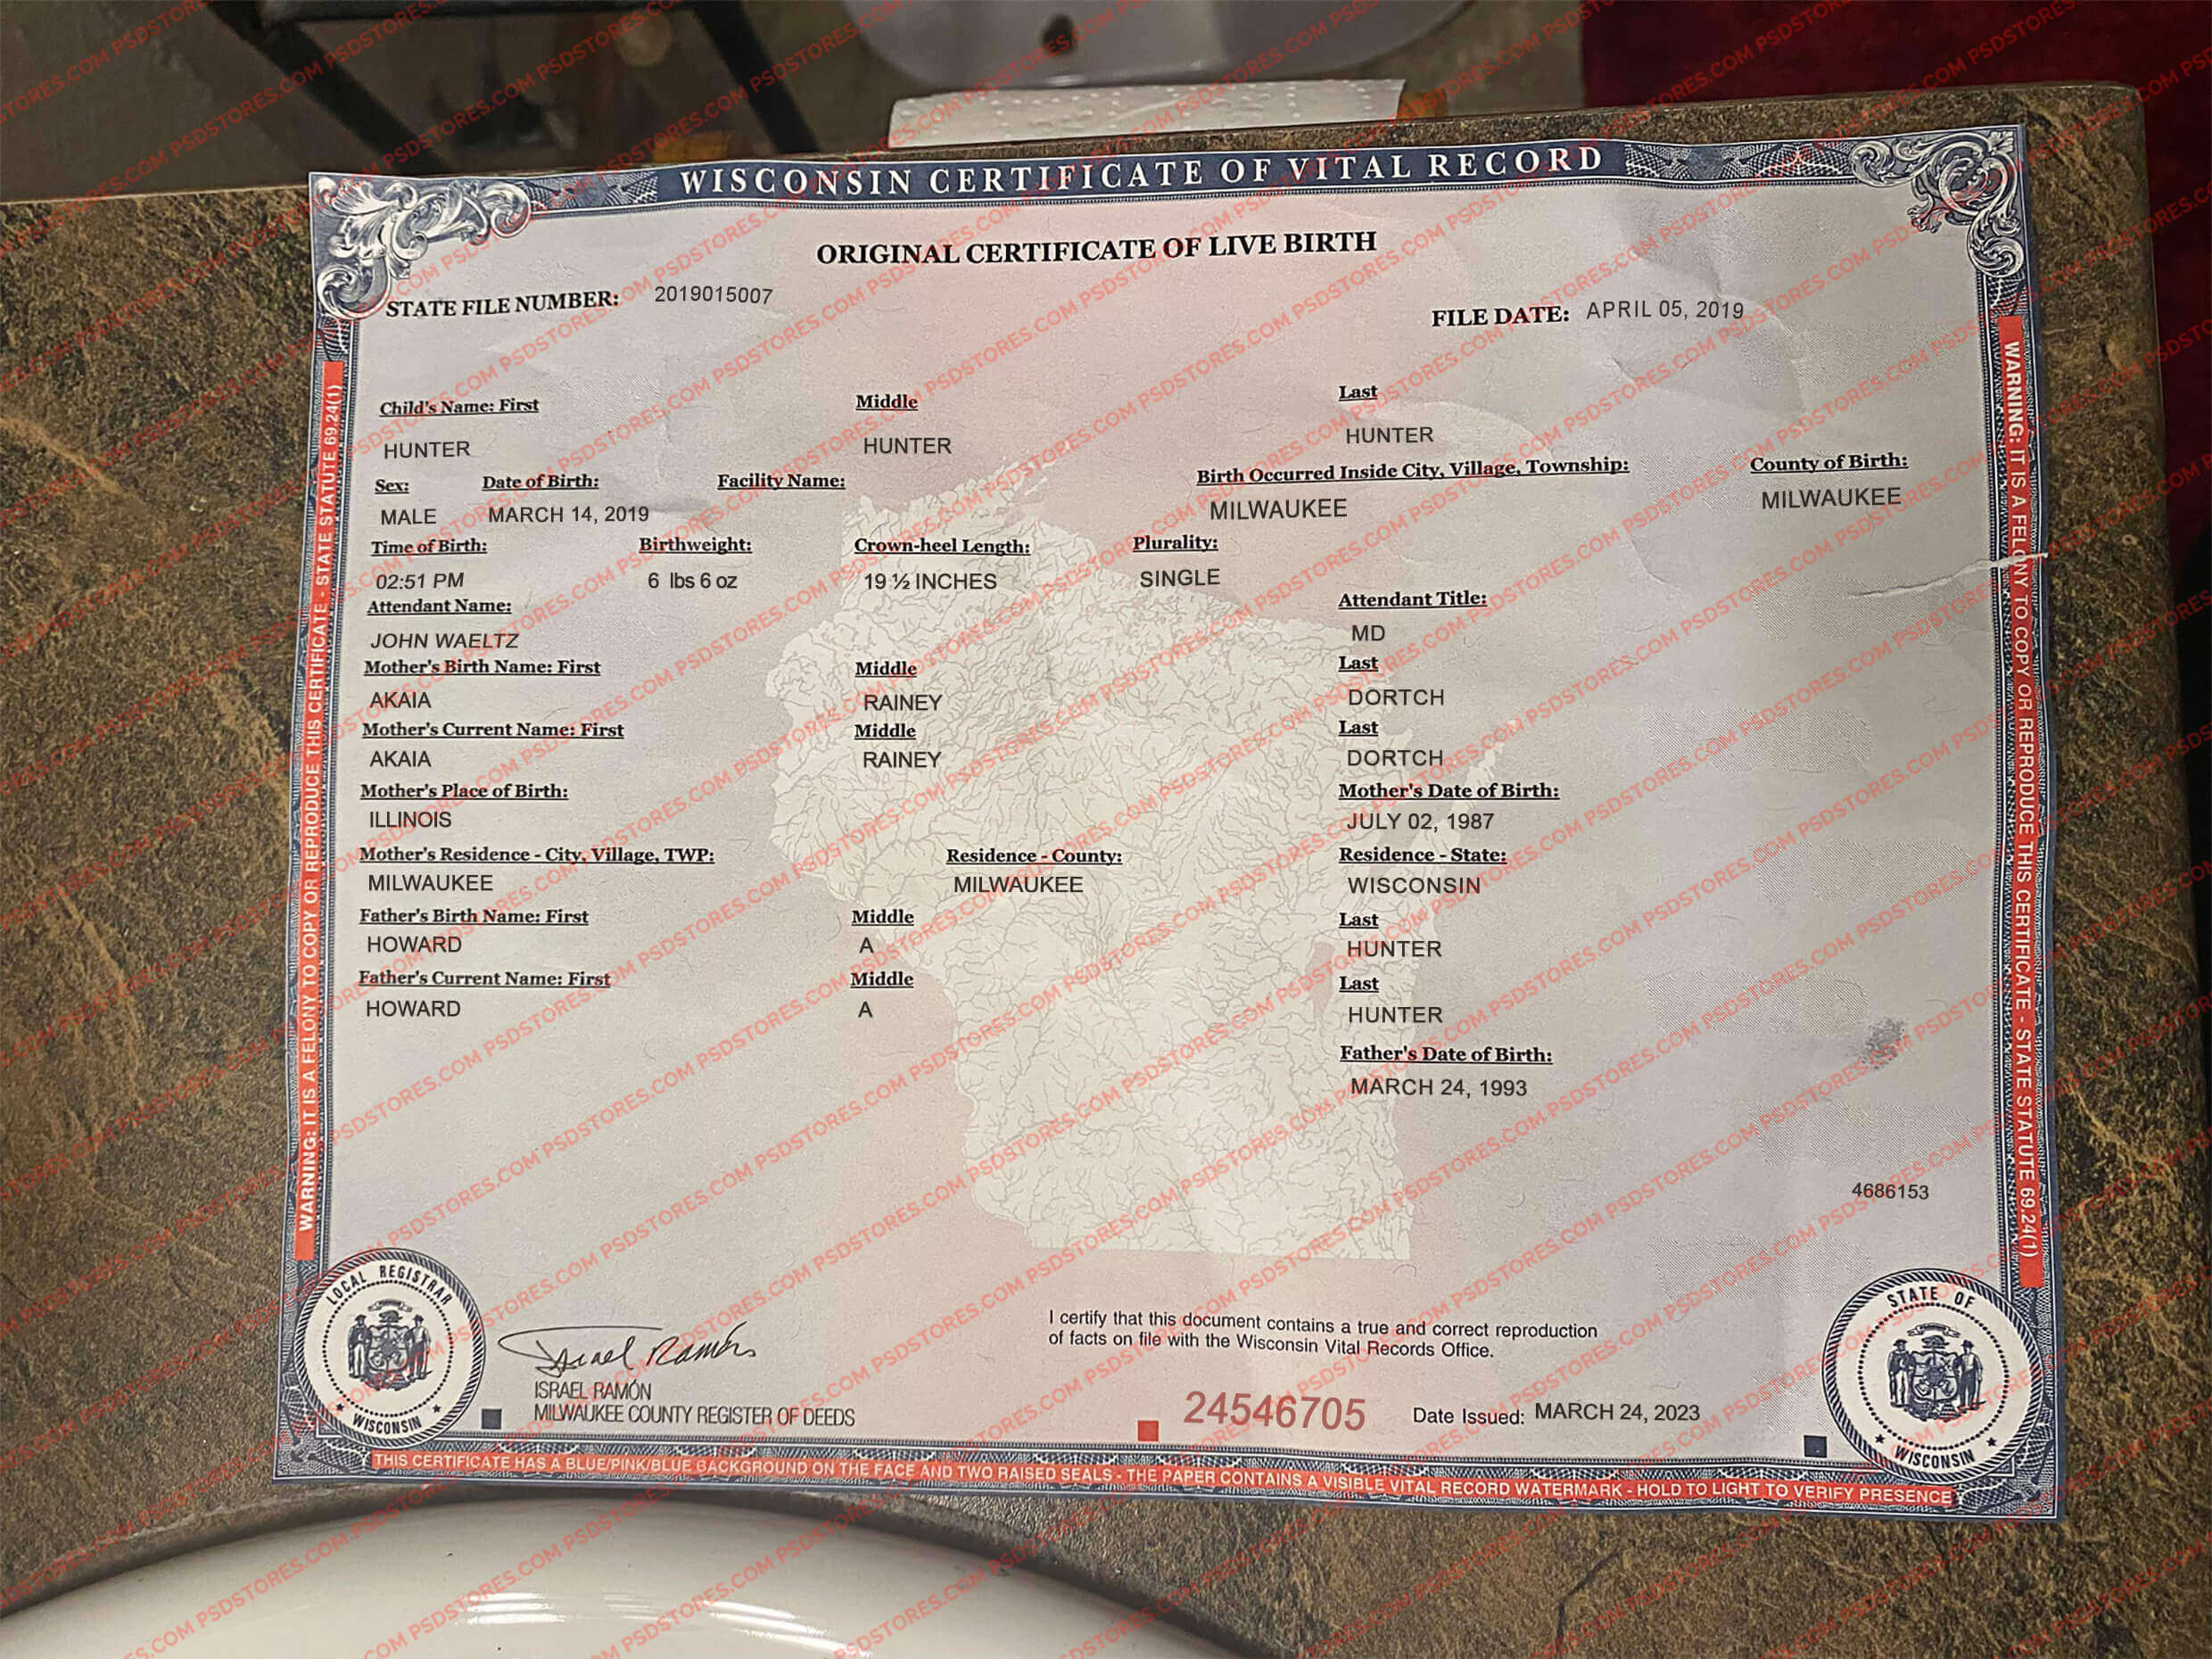 WISCONSIN CERTIFICATE OF VITAL RECORD
ORIGINAL CERTIFICATE OF LIVE BIRTH
STATE FILE NUMBER: 2019015007
FILE DATE: APRIL 05, 2019
Child's Name: First Middle Last
HUNTER HUNTER HUNTER
Sex: Date of Birth: Facility Name: Birth Occurred Inside City, Village, Township: County of Birth:
MALE MARCH 14, 2019 MILWAUKEE MILWAUKEE
Time of Birth: Birthweight: Crown-heel Length: Plurality:
02:51 PM 6 lbs 6 oz 19 ½ INCHES SINGLE
Attendant Name: Attendant Title:
JOHN WAELTZ MD
Mother's Birth Name: First Middle Last
AKAIA RAINEY DORTCH
Mother's Current Name: First Middle Last
AKAIA RAINEY DORTCH
Mother's Place of Birth: Mother's Date of Birth:
ILLINOIS JULY 02, 1987
Mother's Residence - City, Village, TWP: Residence - County: Residence - State:
MILWAUKEE MILWAUKEE WISCONSIN
Father's Birth Name: First Middle Last
HOWARD A HUNTER
Father's Current Name: First Middle Last
HOWARD A HUNTER
Father's Date of Birth:
MARCH 24, 1993
4686153
I certify that this document contains a true and correct reproduction
of facts on file with the Wisconsin Vital Records Office.
Israel Ramón
ISRAEL RAMÓN
MILWAUKEE COUNTY REGISTER OF DEEDS
24546705
Date Issued: MARCH 24, 2023
LOCAL REGISTRAR
WISCONSIN
STATE OF
WISCONSIN
THIS CERTIFICATE HAS A BLUE/PINK/BLUE BACKGROUND ON THE FACE AND TWO RAISED SEALS - THE PAPER CONTAINS A VISIBLE VITAL RECORD WATERMARK - HOLD TO LIGHT TO VERIFY PRESENCE
WARNING: IT IS A FELONY TO COPY OR REPRODUCE THIS CERTIFICATE - STATE STATUTE 69.24(1)
WARNING: IT IS A FELONY TO COPY OR REPRODUCE THIS CERTIFICATE - STATE STATUTE 69.24(1)
PSDSTORES.COM